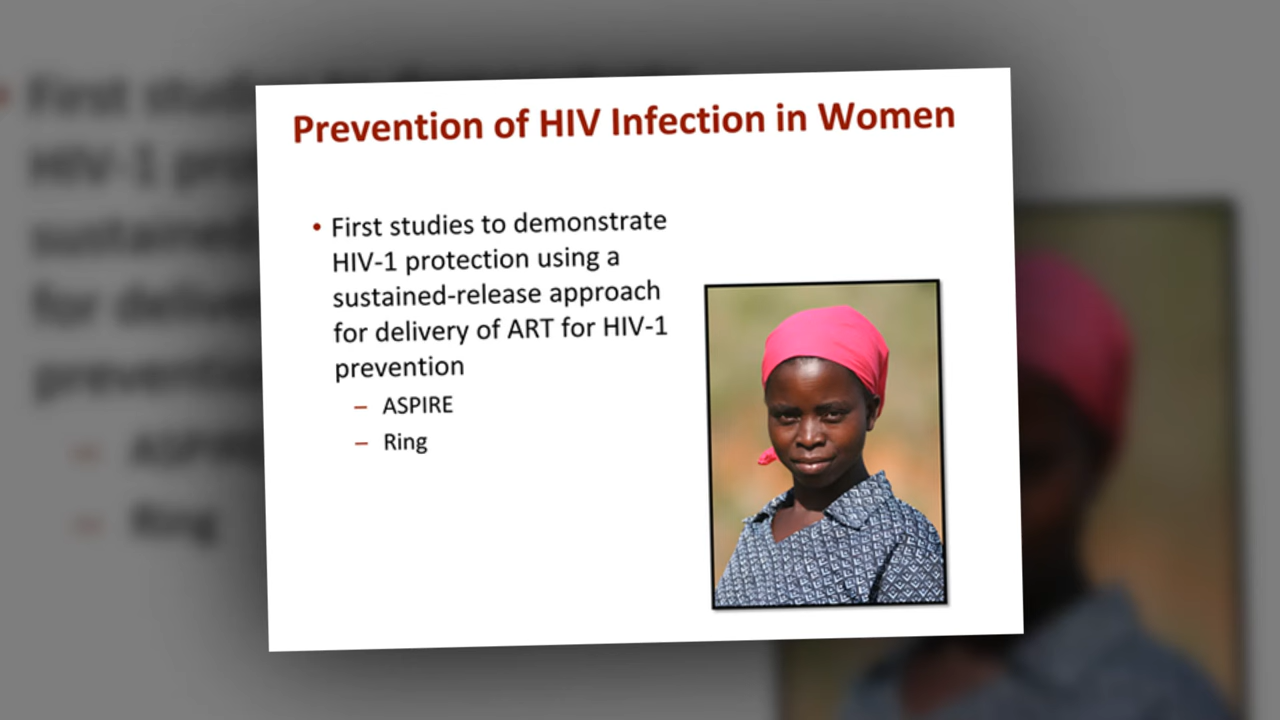 Prevention of HIV Infection in Women
• First studies to demonstrate
HIV-1 protection using a
sustained-release approach
for delivery of ART for HIV-1
prevention
– ASPIRE
– Ring